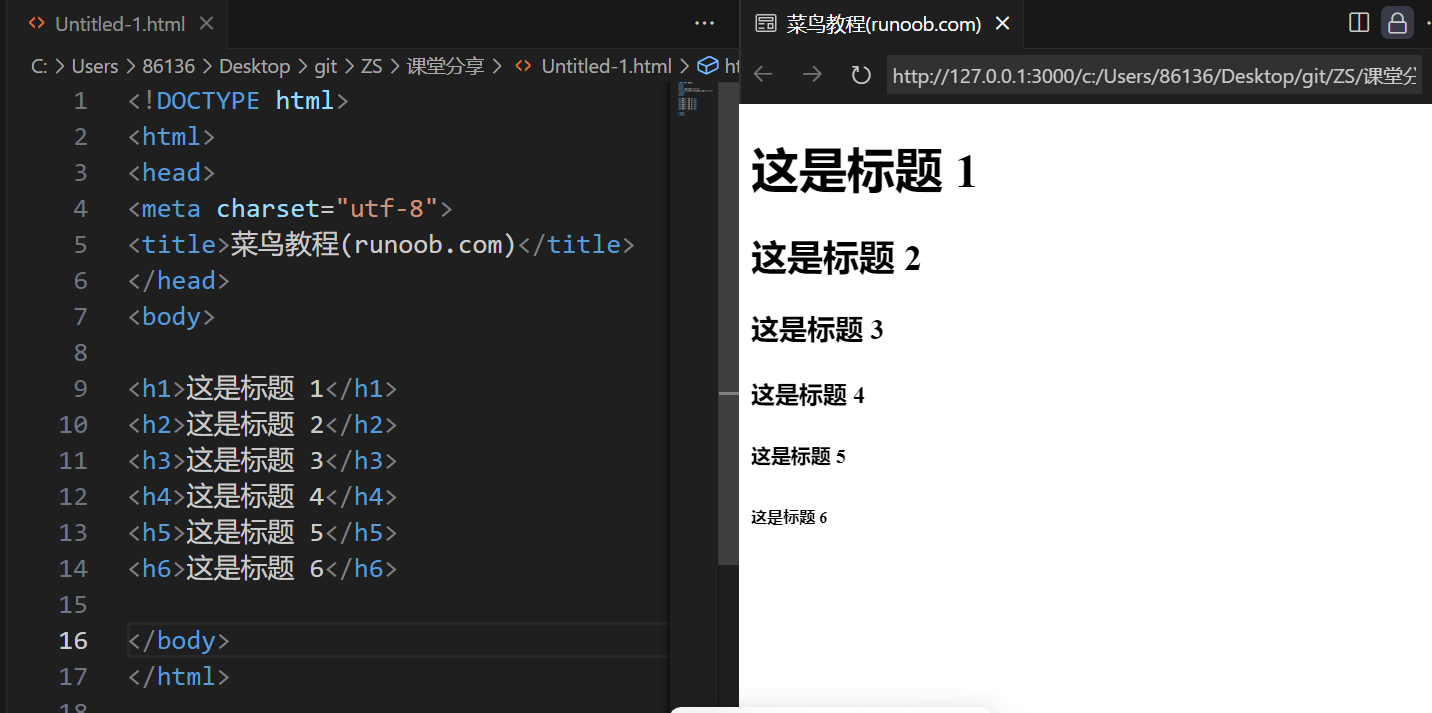 Untitled-1.html
C: > Users > 86136 > Desktop > git > ZS > 课堂分享 > Untitled-1.html >
1 <!DOCTYPE html>
2 <html>
3 <head>
4 <meta charset="utf-8">
5 <title>菜鸟教程(runoob.com)</title>
6 </head>
7 <body>
8
9 <h1>这是标题 1</h1>
10 <h2>这是标题 2</h2>
11 <h3>这是标题 3</h3>
12 <h4>这是标题 4</h4>
13 <h5>这是标题 5</h5>
14 <h6>这是标题 6</h6>
15
16 </body>
17 </html>
18
菜鸟教程(runoob.com)
http://127.0.0.1:3000/c:/Users/86136/Desktop/git/ZS/课堂分
这是标题 1
这是标题 2
这是标题 3
这是标题 4
这是标题 5
这是标题 6